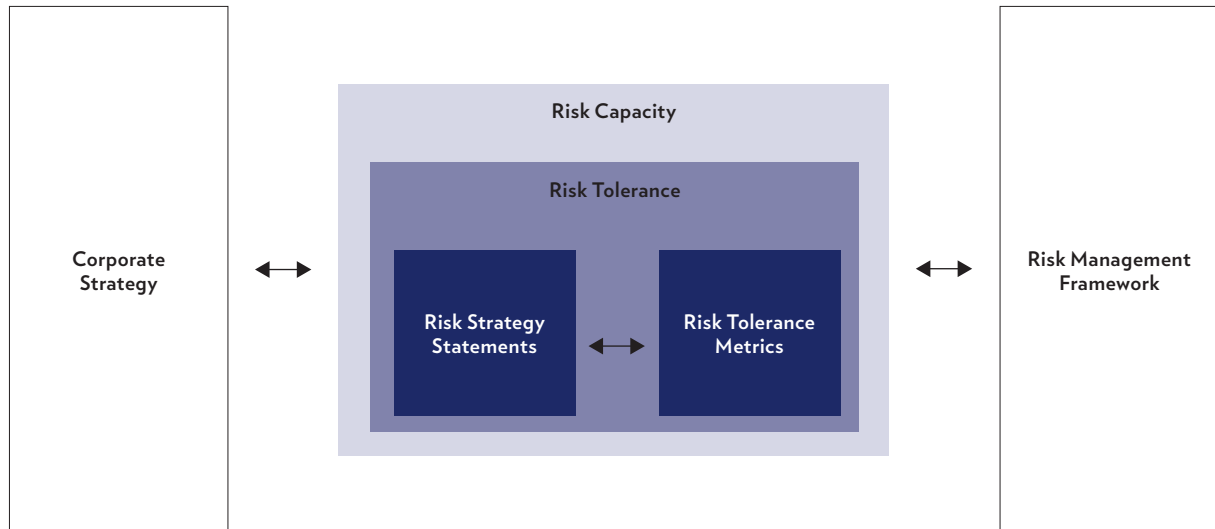 Risk Capacity
Risk Tolerance
Corporate
Strategy
Risk Strategy
Statements
Risk Tolerance
Metrics
Risk Management
Framework